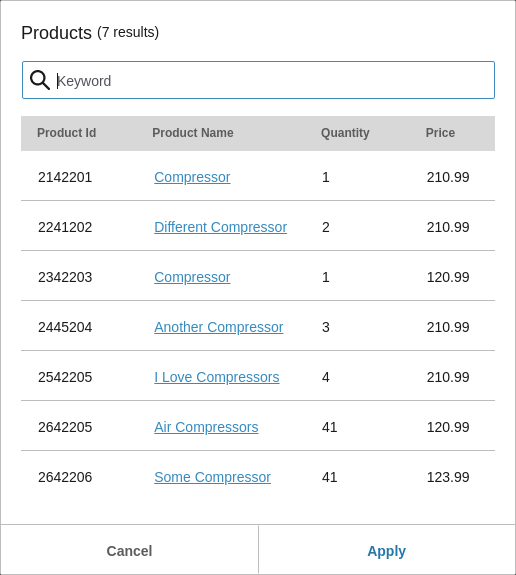 Products (7 results)
Keyword
Product Id Product Name Quantity Price
2142201 Compressor 1 210.99
2241202 Different Compressor 2 210.99
2342203 Compressor 1 120.99
2445204 Another Compressor 3 210.99
2542205 I Love Compressors 4 210.99
2642205 Air Compressors 41 120.99
2642206 Some Compressor 41 123.99
Cancel Apply